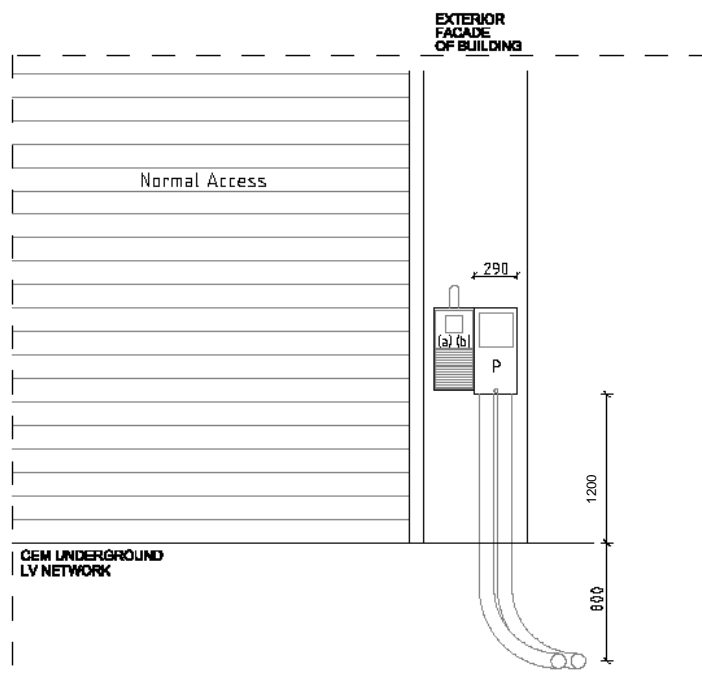 EXTERIOR
FACADE
OF BUILDING
Normal Access
290
(a) (b)
P
1200
CEM UNDERGROUND
LV NETWORK
800